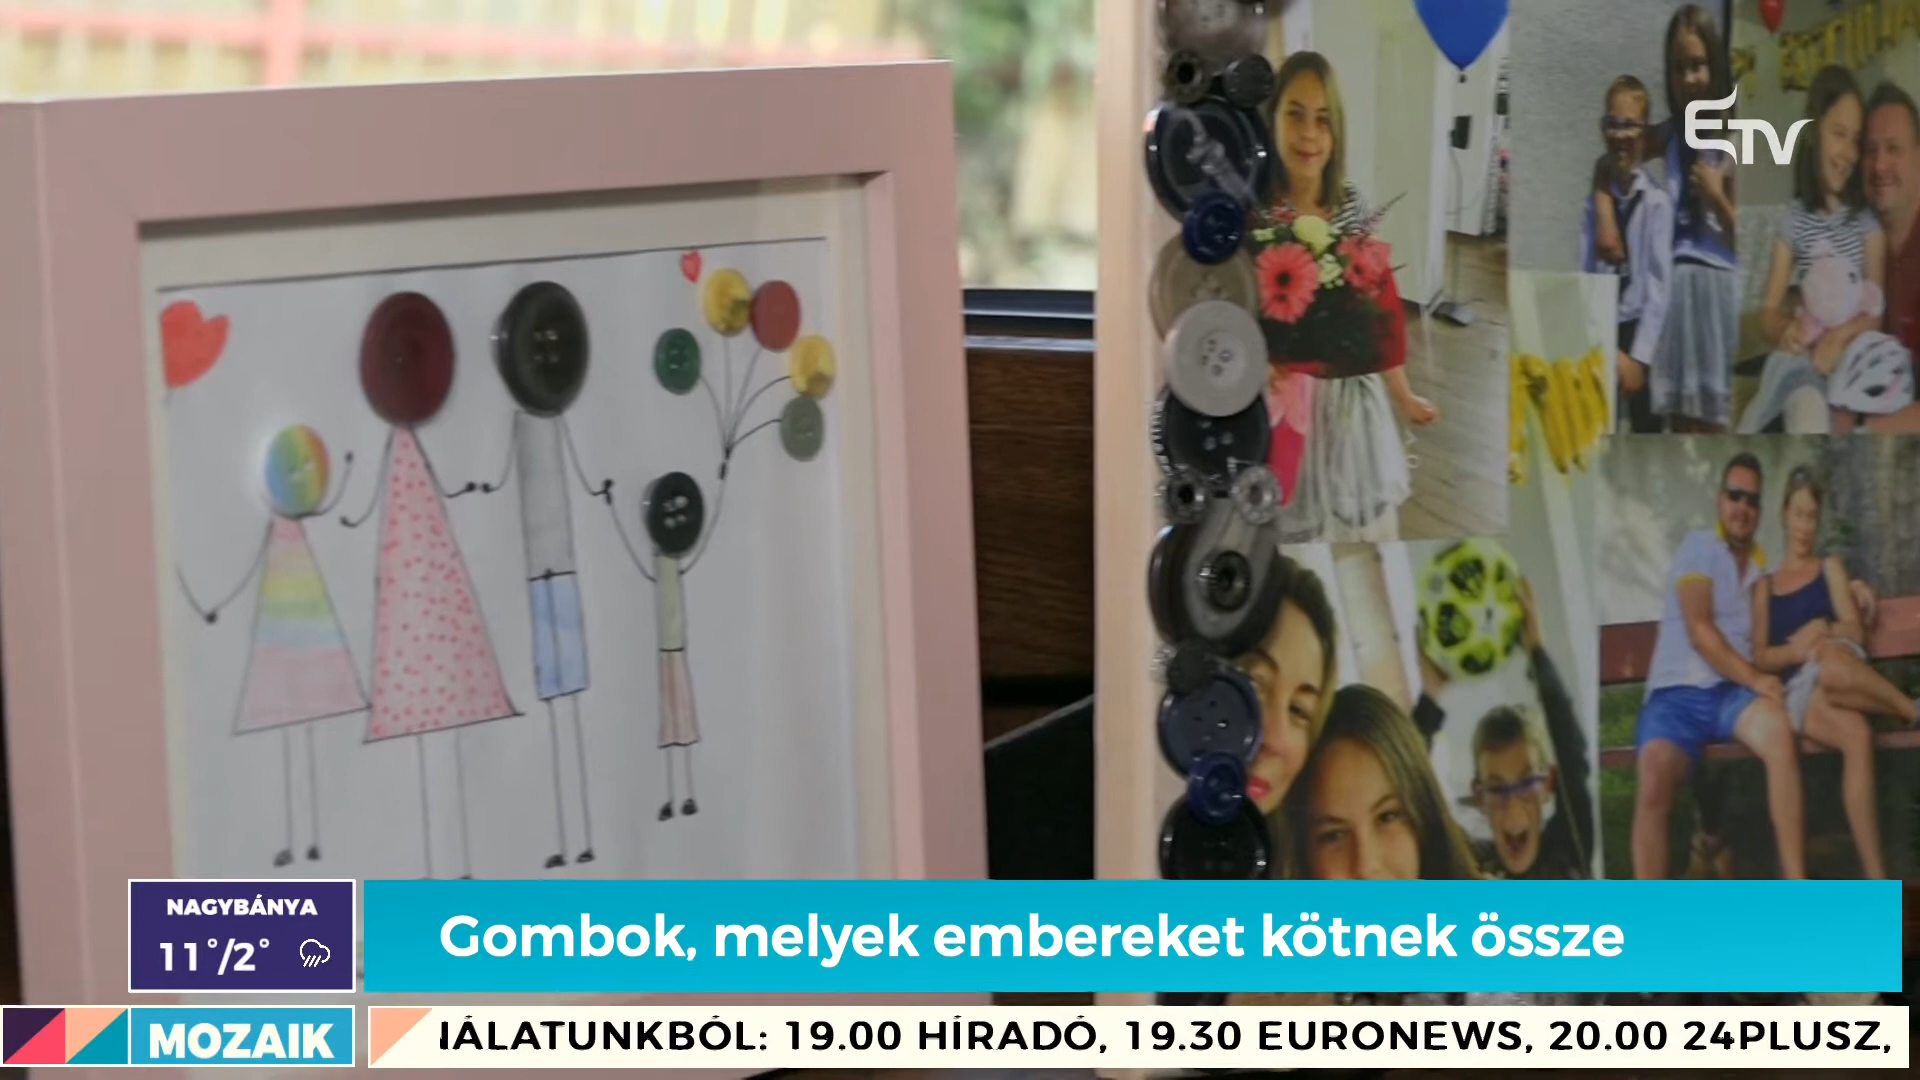 ETV
NAGYBÁNYA
11°/2°
Gombok, melyek embereket kötnek össze
MOZAIK
NÁLATUNKBÓL: 19.00 HÍRADÓ, 19.30 EURONEWS, 20.00 24PLUSZ,